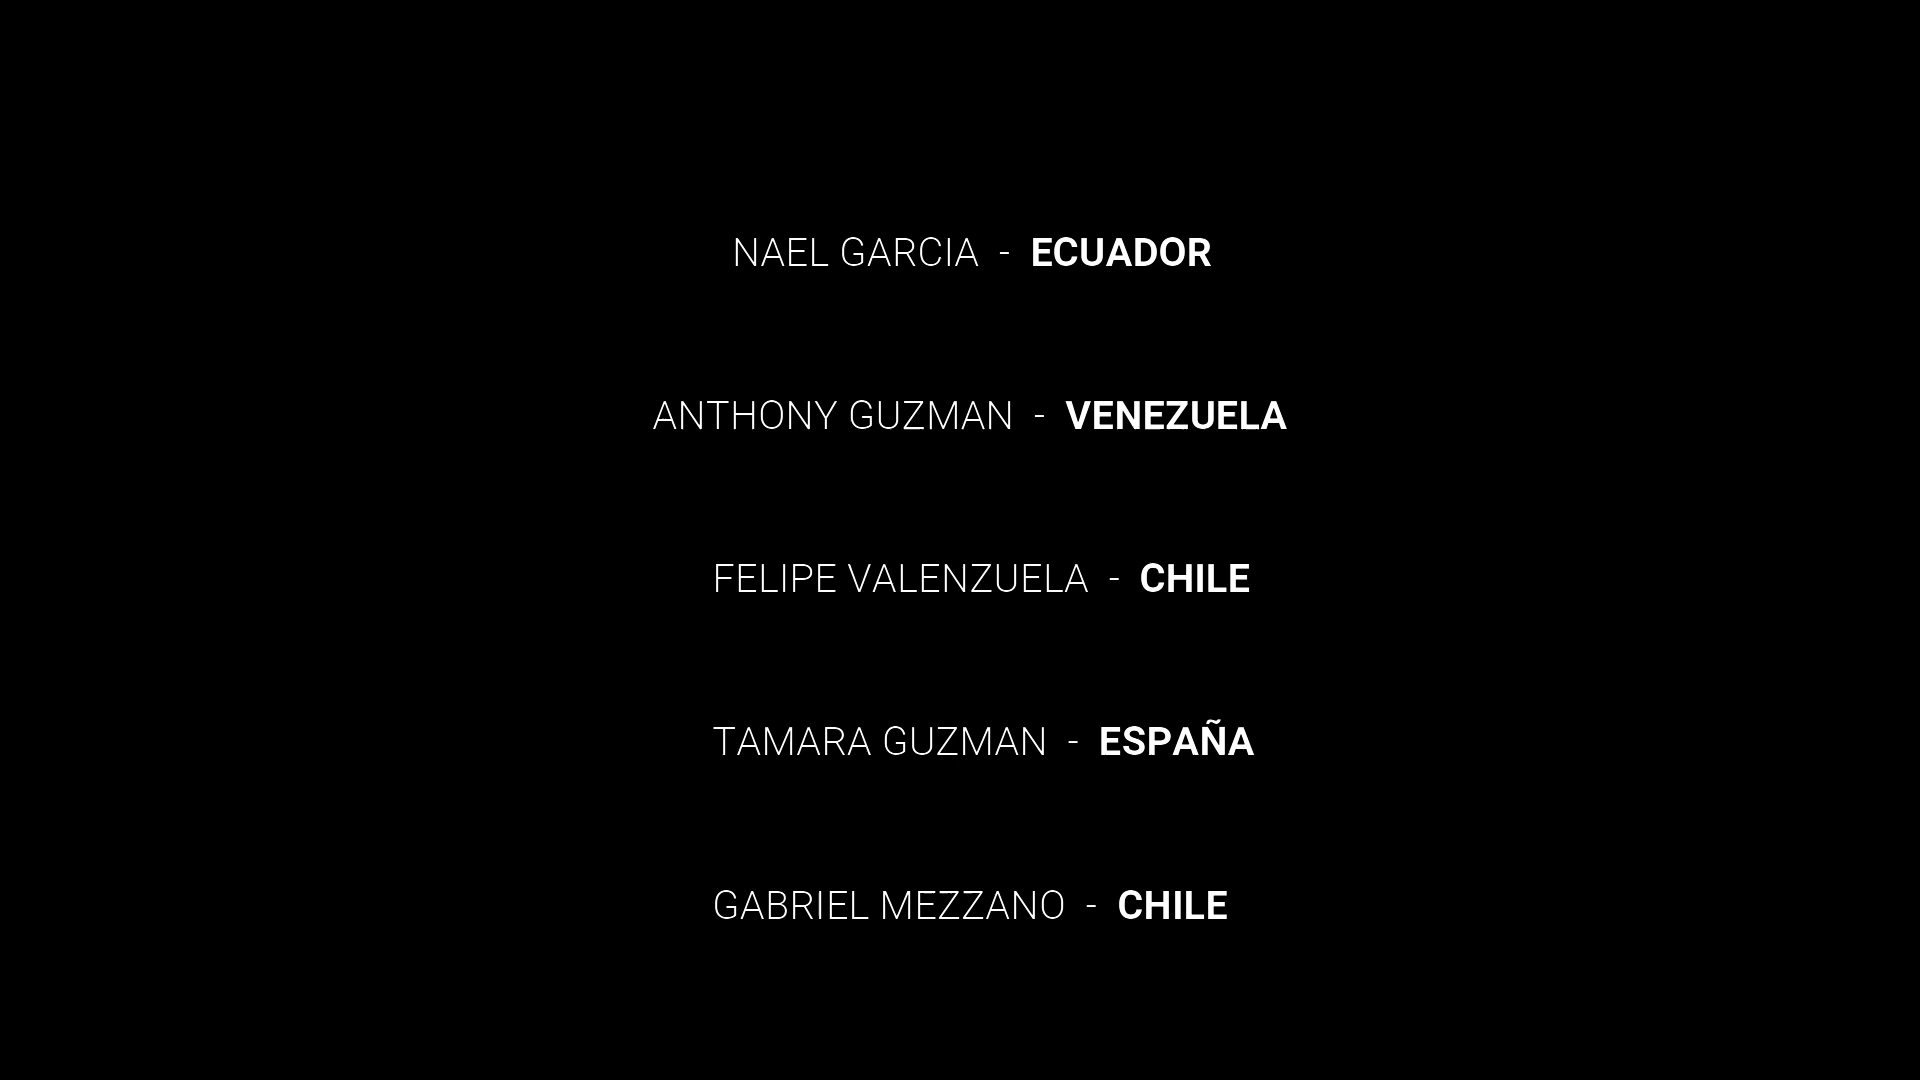 NAEL GARCIA - ECUADOR
ANTHONY GUZMAN - VENEZUELA
FELIPE VALENZUELA - CHILE
TAMARA GUZMAN - ESPAÑA
GABRIEL MEZZANO - CHILE